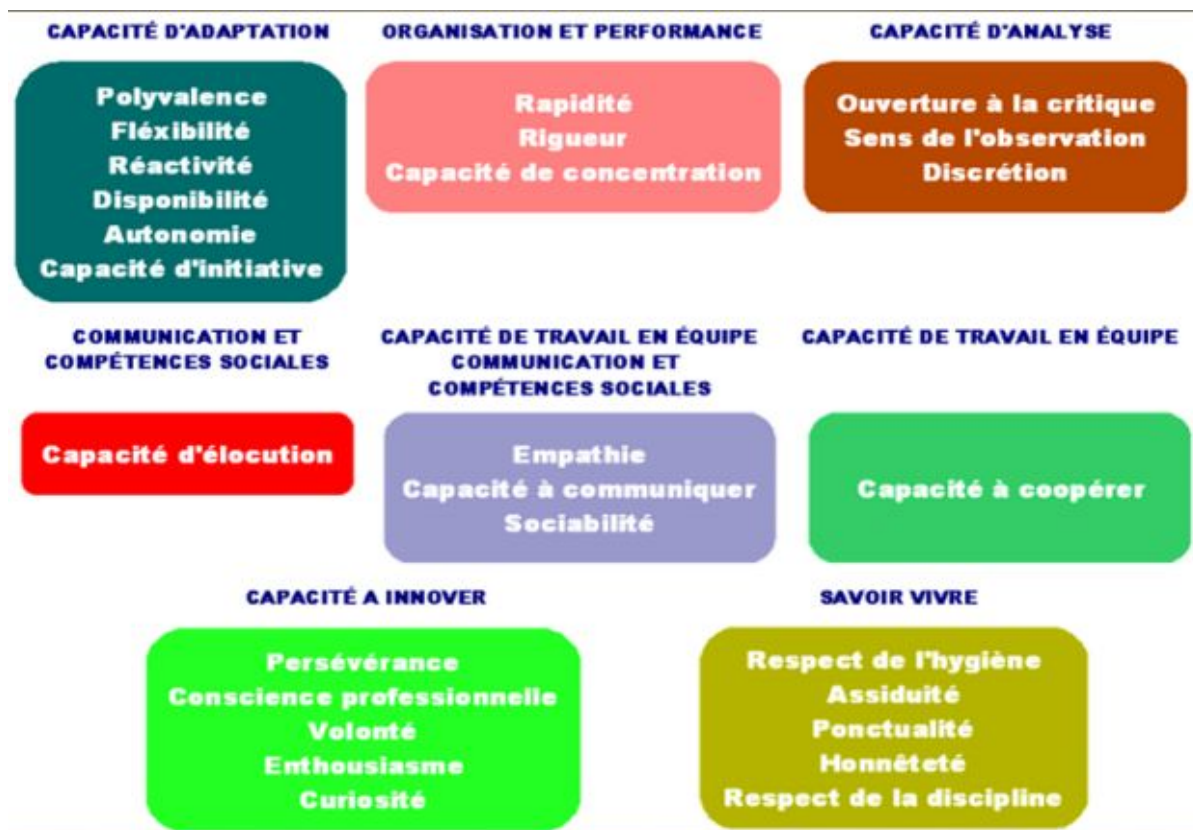 CAPACITÉ D'ADAPTATION
Polyvalence
Fléxibilité
Réactivité
Disponibilité
Autonomie
Capacité d'initiative
ORGANISATION ET PERFORMANCE
Rapidité
Rigueur
Capacité de concentration
CAPACITÉ D'ANALYSE
Ouverture à la critique
Sens de l'observation
Discrétion
COMMUNICATION ET
COMPÉTENCES SOCIALES
Capacité d'élocution
CAPACITÉ DE TRAVAIL EN ÉQUIPE
COMMUNICATION ET
COMPÉTENCES SOCIALES
Empathie
Capacité à communiquer
Sociabilité
CAPACITÉ DE TRAVAIL EN ÉQUIPE
Capacité à coopérer
CAPACITÉ A INNOVER
Persévérance
Conscience professionnelle
Volonté
Enthousiasme
Curiosité
SAVOIR VIVRE
Respect de l'hygiène
Assiduité
Ponctualité
Honnêteté
Respect de la discipline